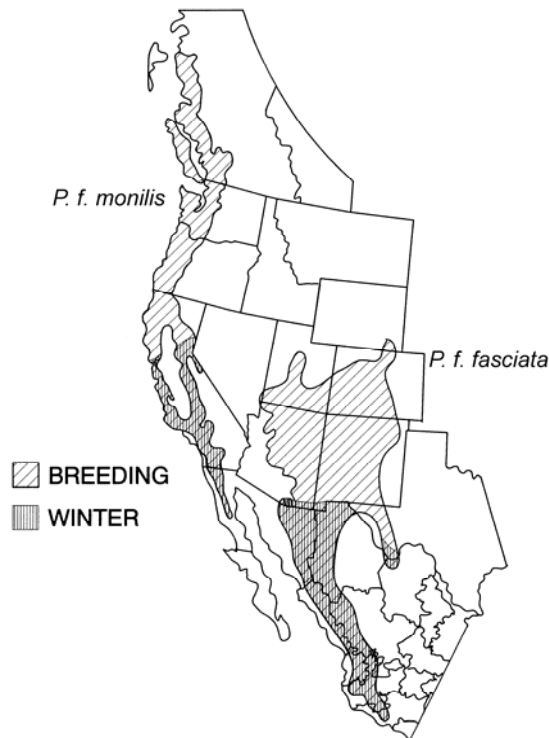 P. f. monilis
P. f. fasciata
BREEDING
WINTER